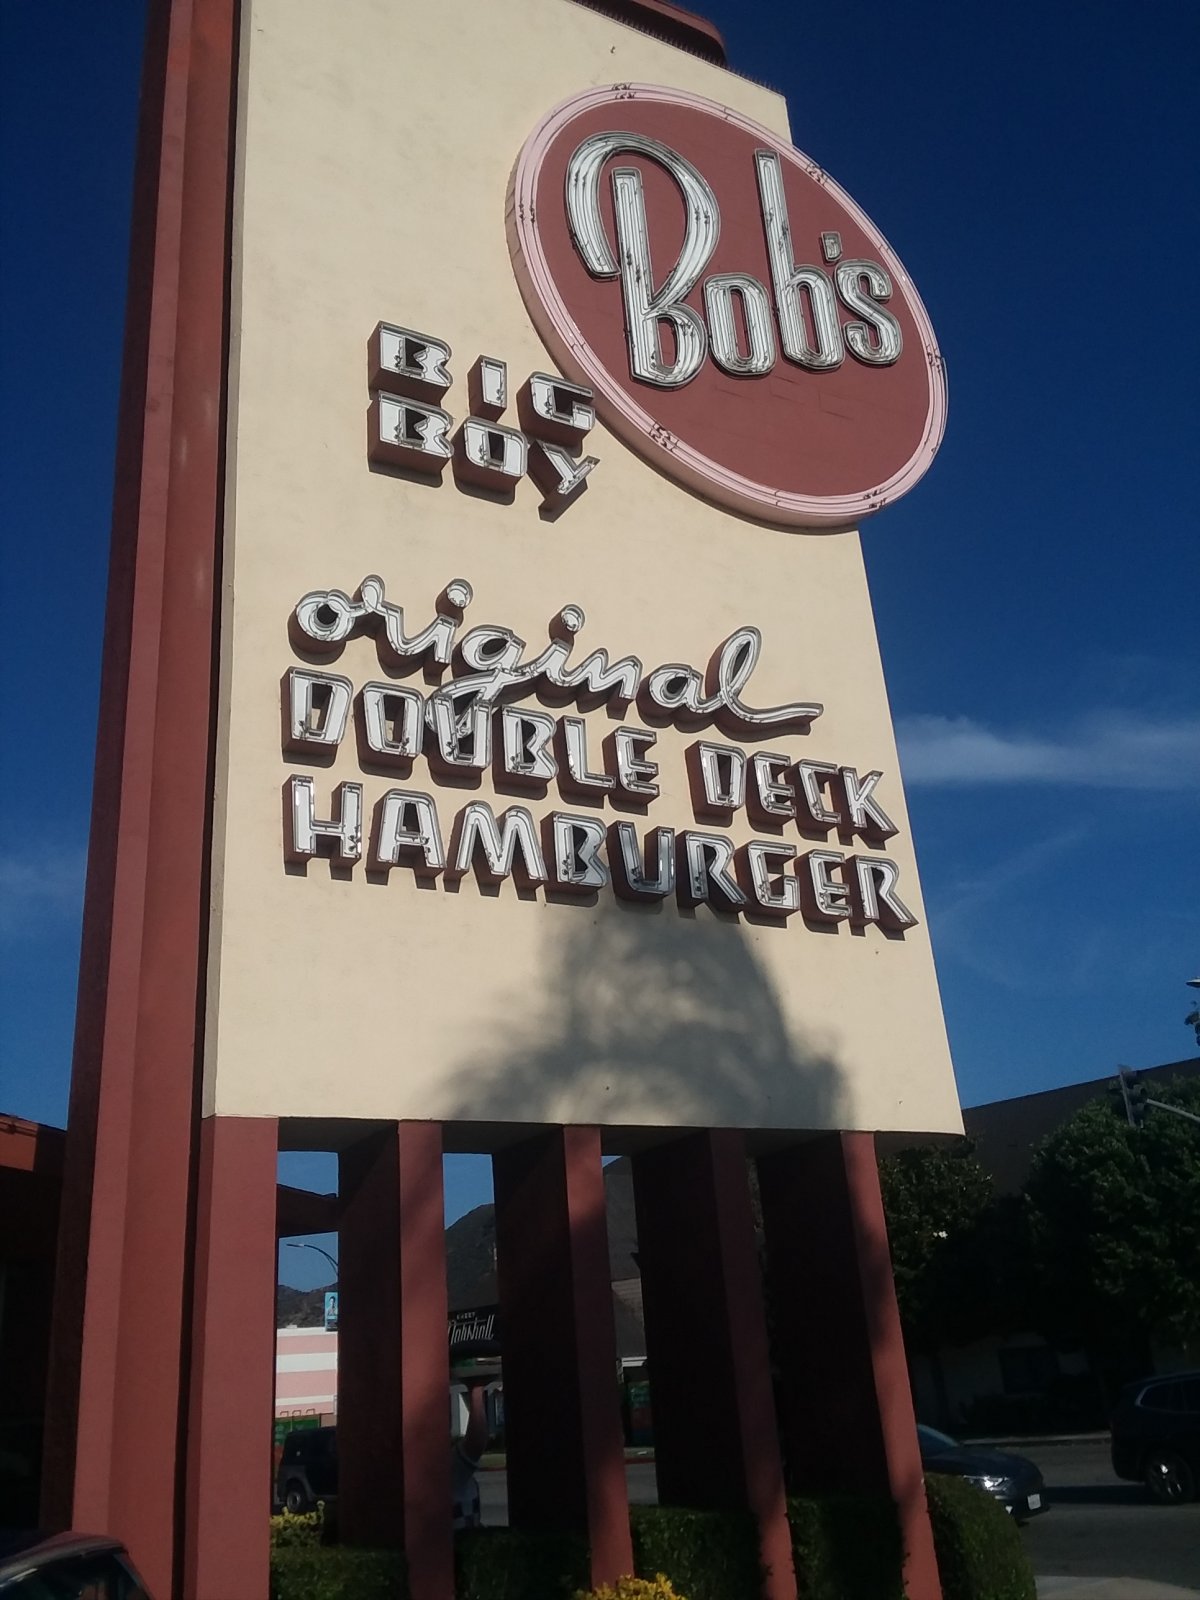 Bob's
BIG
BOY
original
DOUBLE DECK
HAMBURGER